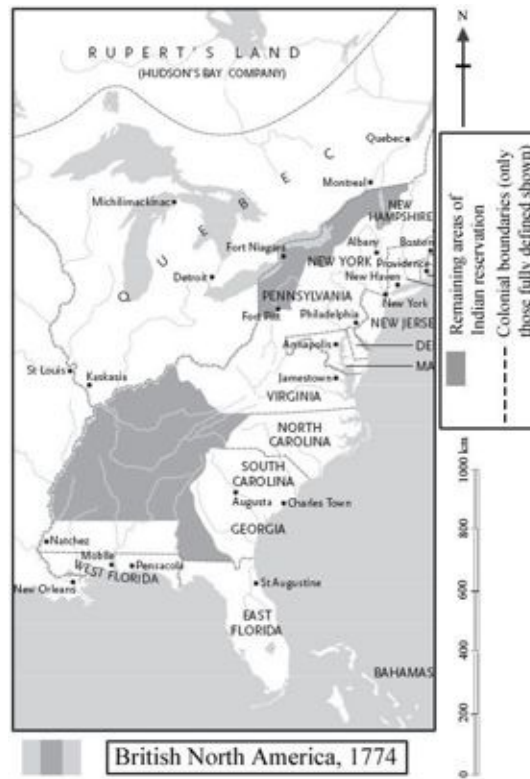 RUPERT'S LAND
(HUDSON'S BAY COMPANY)
N
QUEBEC
Quebec
Montreal
Michilimackinac
NEW
HAMPSHIRE
Fort Niagara
Albany
Boston
NEW YORK
Providence
Detroit
New Haven
PENNSYLVANIA
New York
Fort Pitt
Philadelphia
NEW JERSE
Annapolis
DE
MA
St Louis
Kaskasia
Jamestown
VIRGINIA
NORTH
CAROLINA
SOUTH
CAROLINA
Augusta
Charles Town
GEORGIA
Natchez
Mobile
Pensacola
WEST FLORIDA
New Orleans
St Augustine
EAST
FLORIDA
BAHAMAS
Remaining areas of
Indian reservation
Colonial boundaries (only
those fully defined shown)
0
200
400
600
800
1000 km
British North America, 1774